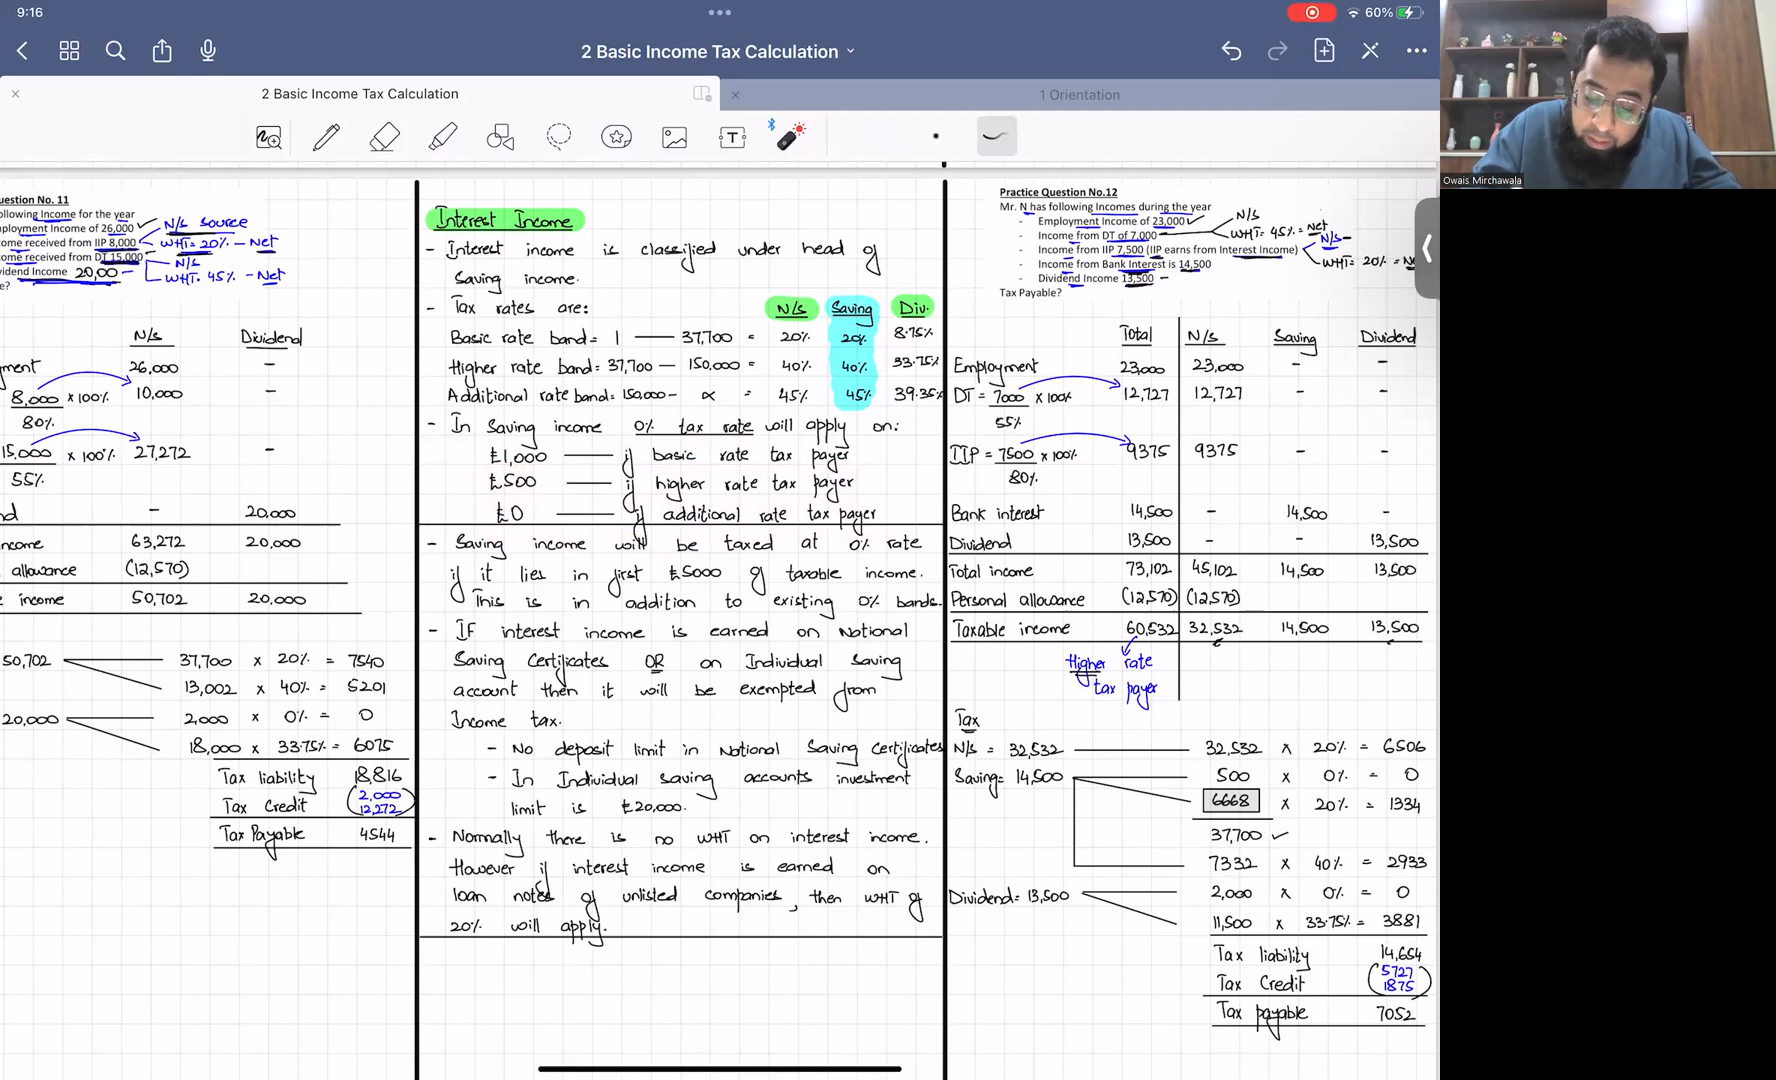 9:16
60%
2 Basic Income Tax Calculation
2 Basic Income Tax Calculation
1 Orientation
Owais Mirchawala
uestion No. 11
ollowing Income for the year
ployment Income of 26,000
ome received from IIP 8,000
come received from DT 15,000
vidend Income 20,00
e?
N/S Source
WHT = 20% - Net
N/S
WHT= 45% - Net
N/S Dividend
ment 26,000 -
8,000 x 100% 10,000 -
80%
15,000 x 100% 27,272 -
55%
nd - 20,000
ncome 63,272 20,000
allowance (12,570)
income 50,702 20,000
50,702 37,700 x 20% = 7540
13,002 x 40% = 5201
20,000 2,000 x 0% = 0
18,000 x 33.75% = 6075
Tax liability 18,816
Tax Credit (2,000
12,272)
Tax Payable 4544
Interest Income
- Interest income is classified under head of
Saving income.
- Tax rates are: N/S Saving Div.
Basic rate band = 1 — 37,700 = 20% 20% 8.75%
Higher rate band = 37,700 — 150,000 = 40% 40% 33.75%
Additional rate band = 150,000 - ∝ = 45% 45% 39.35%
- In Saving income 0% tax rate will apply on:
£1,000 — if basic rate tax payer
£500 — if higher rate tax payer
£0 — if additional rate tax payer
- Saving income will be taxed at 0% rate
if it lies in first £5000 of taxable income.
This is in addition to existing 0% bands.
- IF interest income is earned on National
Saving Certificates OR on Individual Saving
account then it will be exempted from
Income tax.
- No deposit limit in National Saving Certificates
- In Individual saving accounts investment
limit is £20,000.
- Normally there is no WHT on interest income.
However if interest income is earned on
loan notes of unlisted companies, then WHT of
20% will apply.
Practice Question No.12
Mr. N has following Incomes during the year
- Employment Income of 23,000
- Income from DT of 7,000
- Income from IIP 7,500 (IIP earns from Interest Income)
- Income from Bank Interest is 14,500
- Dividend Income 13,500
Tax Payable?
N/S
WHT= 45% = Net
N/S
WHT= 20% = N
Total N/S Saving Dividend
Employment 23,000 23,000 - -
DT = 7000 x 100% 12,727 12,727 - -
55%
IIP = 7500 x 100% 9375 9375 - -
80%
Bank interest 14,500 - 14,500 -
Dividend 13,500 - - 13,500
Total income 73,102 45,102 14,500 13,500
Personal allowance (12,570) (12,570)
Taxable income 60,532 32,532 14,500 13,500
Higher rate
tax payer
Tax
N/S = 32,532 — 32,532 x 20% = 6506
Saving = 14,500 500 x 0% = 0
6668 x 20% = 1334
37,700
7332 x 40% = 2933
Dividend = 13,500 2,000 x 0% = 0
11,500 x 33.75% = 3881
Tax liability 14,654
Tax Credit (5727
1875)
Tax payable 7052